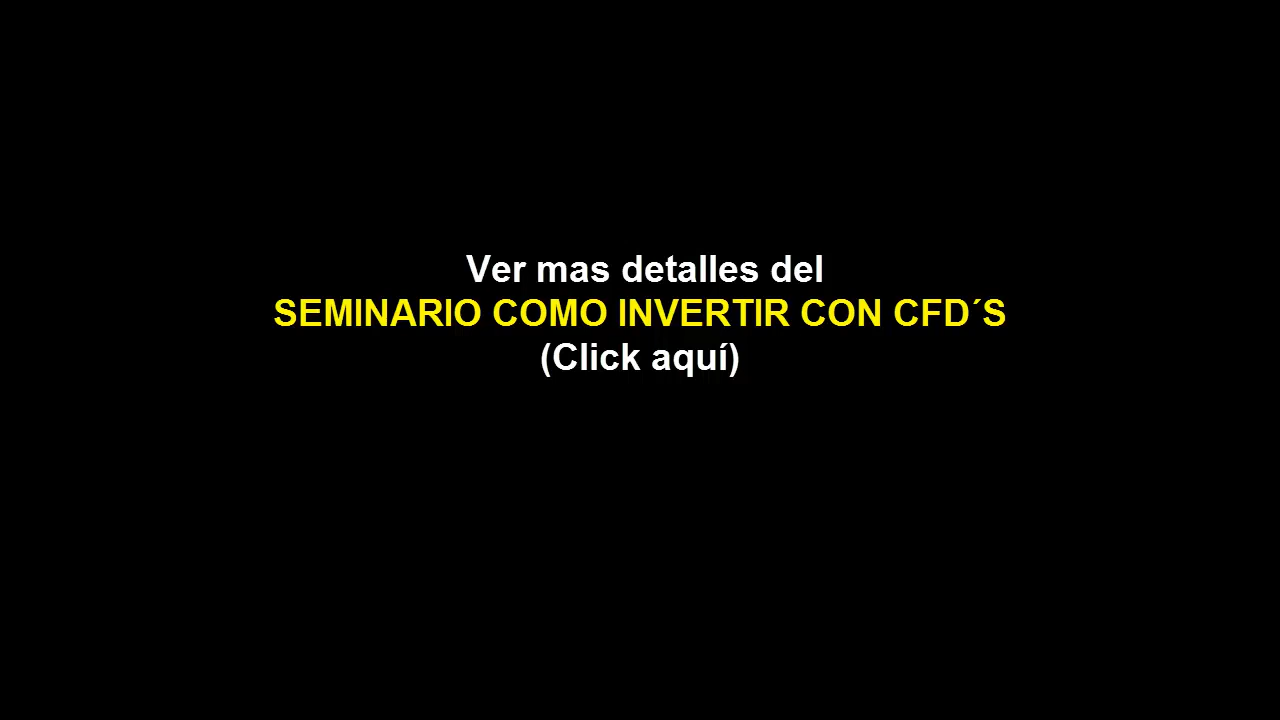 Ver mas detalles del
SEMINARIO COMO INVERTIR CON CFD´S
(Click aquí)